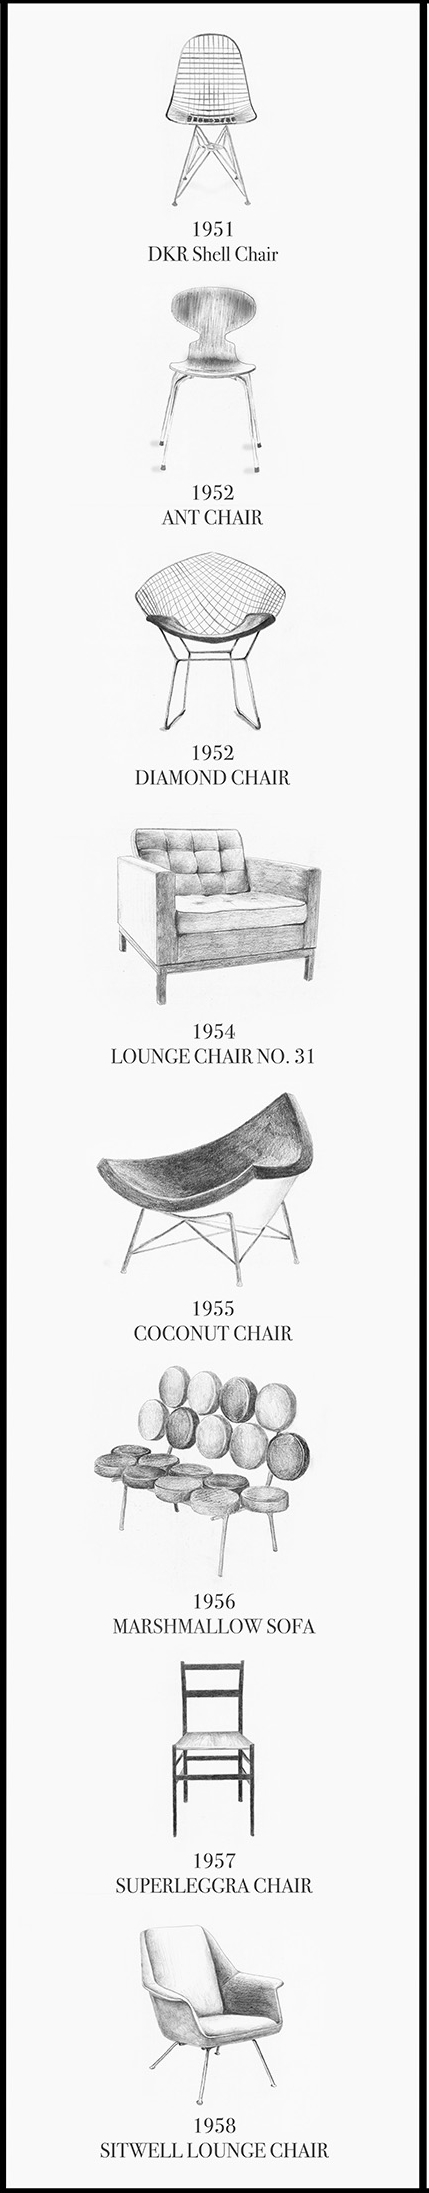 1951
DKR Shell Chair
1952
ANT CHAIR
1952
DIAMOND CHAIR
1954
LOUNGE CHAIR NO. 31
1955
COCONUT CHAIR
1956
MARSHMALLOW SOFA
1957
SUPERLEGGRA CHAIR
1958
SITWELL LOUNGE CHAIR